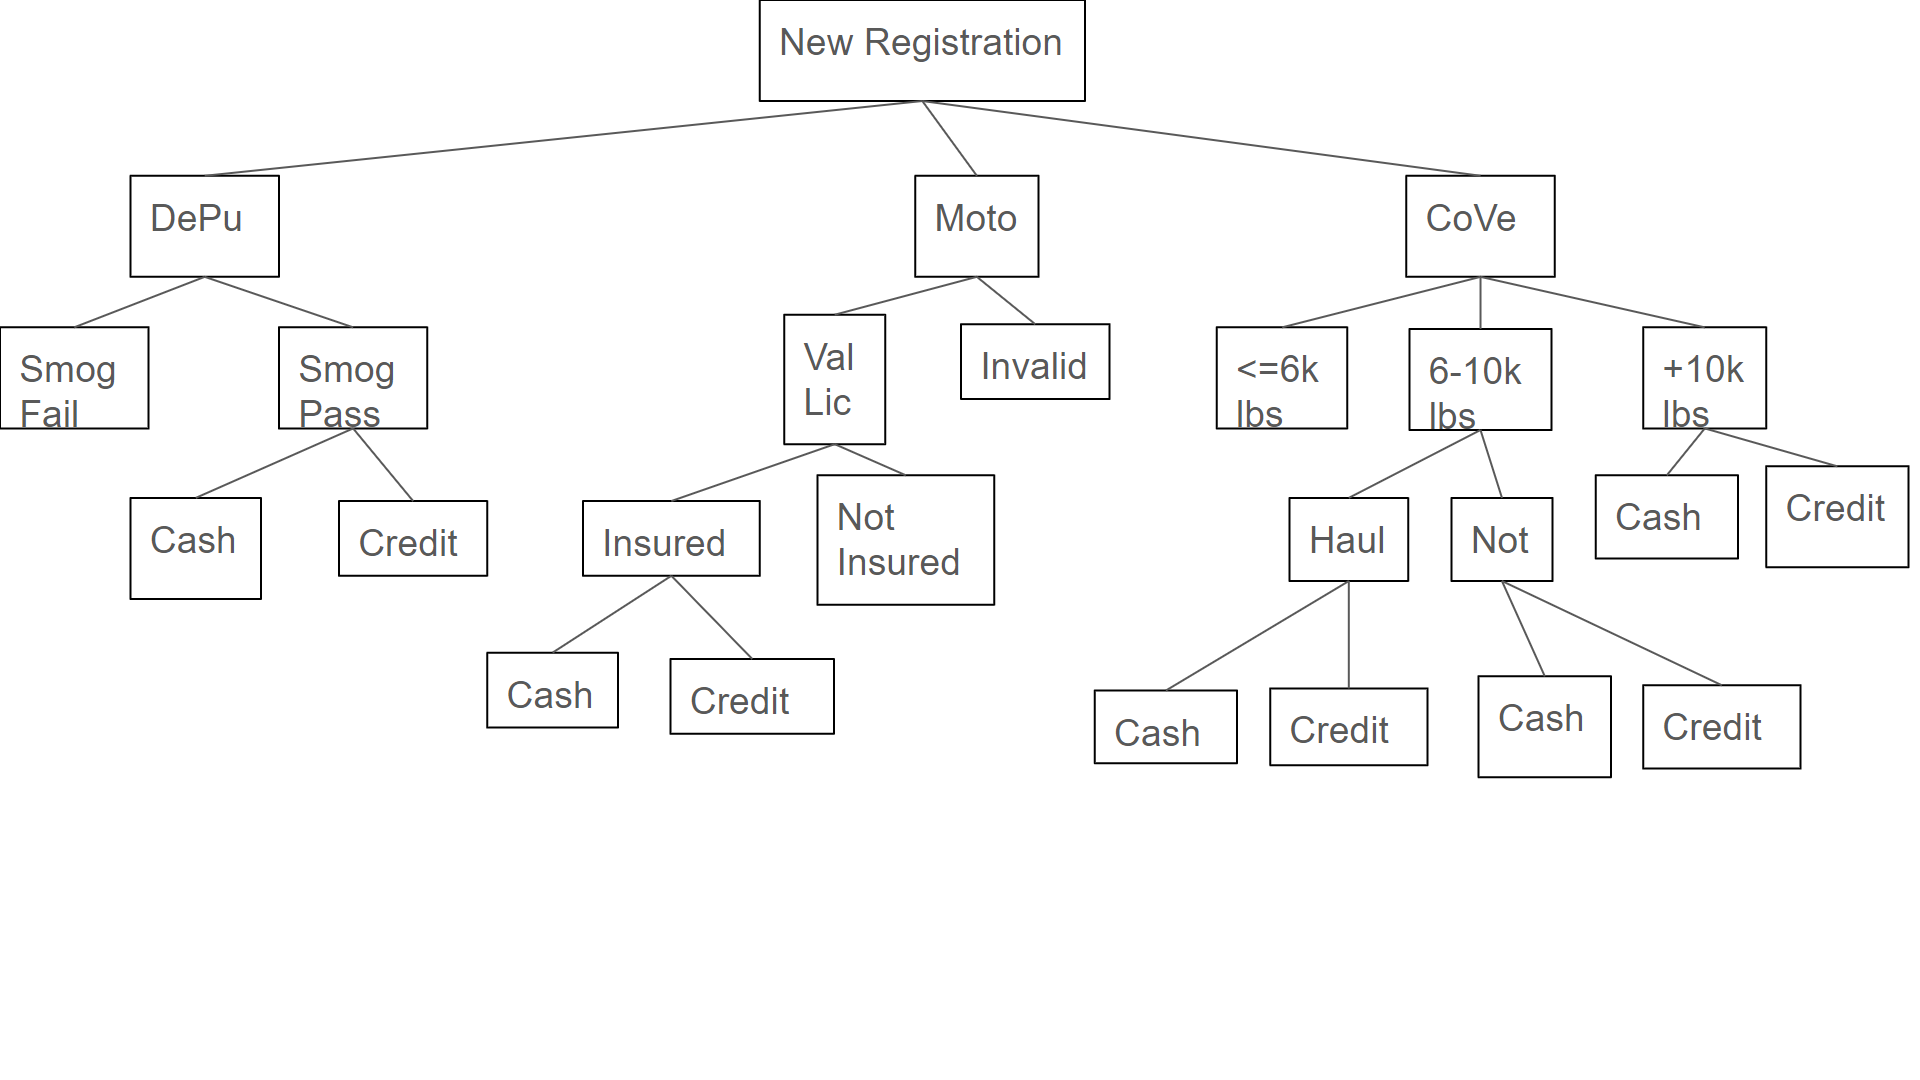 New Registration
DePu
Moto
CoVe
Smog
Fail
Smog
Pass
Val
Lic
Invalid
<=6k
lbs
6-10k
lbs
+10k
lbs
Cash
Credit
Insured
Not
Insured
Haul
Not
Cash
Credit
Cash
Credit
Cash
Credit
Cash
Credit